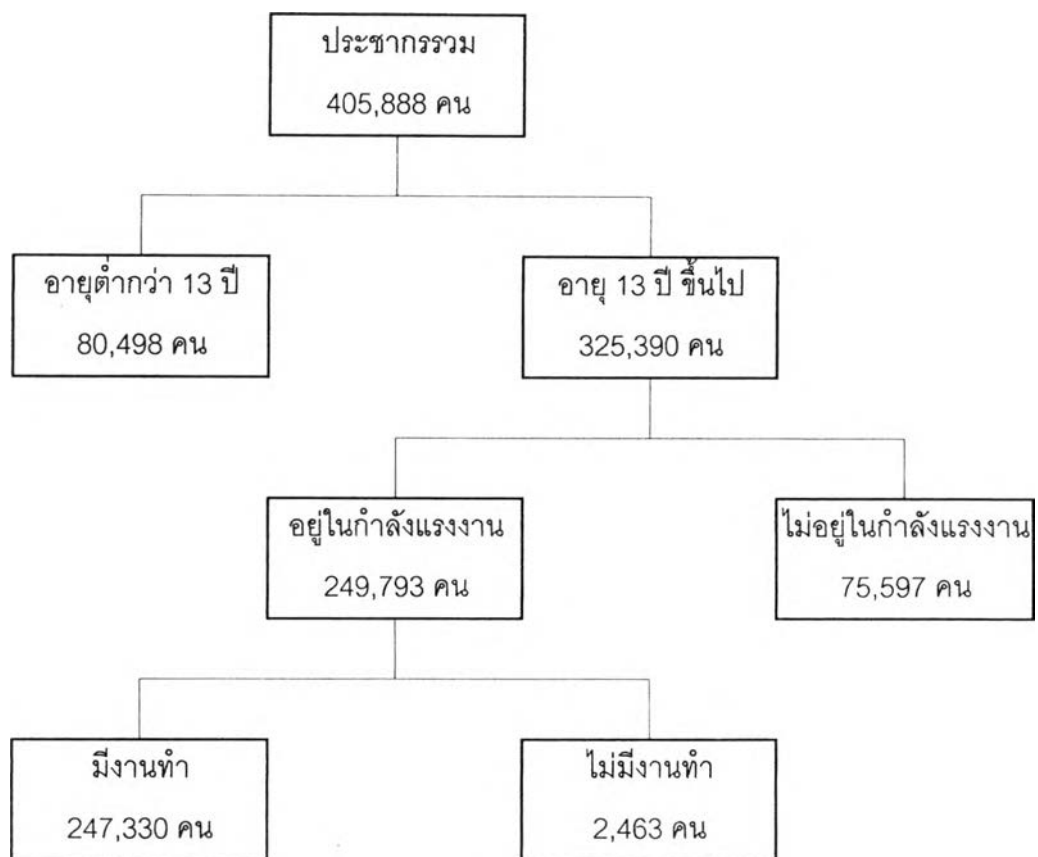 ประชากรรวม
405,888 คน
อายุต่ำกว่า 13 ปี
80,498 คน
อายุ 13 ปี ขึ้นไป
325,390 คน
อยู่ในกำลังแรงงาน
249,793 คน
ไม่อยู่ในกำลังแรงงาน
75,597 คน
มีงานทำ
247,330 คน
ไม่มีงานทำ
2,463 คน